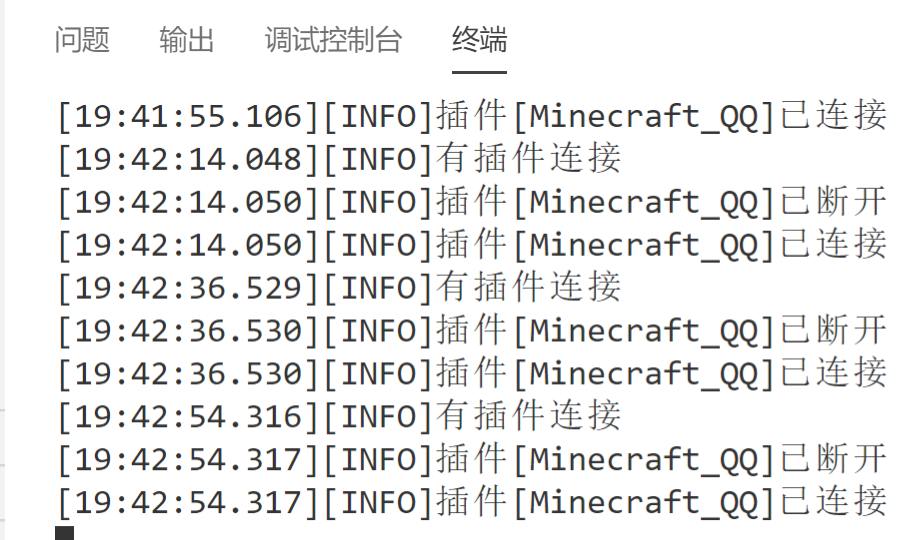 问题 输出 调试控制台 终端
[19:41:55.106][INFO]插件[Minecraft_QQ]已连接
[19:42:14.048][INFO]有插件连接
[19:42:14.050][INFO]插件[Minecraft_QQ]已断开
[19:42:14.050][INFO]插件[Minecraft_QQ]已连接
[19:42:36.529][INFO]有插件连接
[19:42:36.530][INFO]插件[Minecraft_QQ]已断开
[19:42:36.530][INFO]插件[Minecraft_QQ]已连接
[19:42:54.316][INFO]有插件连接
[19:42:54.317][INFO]插件[Minecraft_QQ]已断开
[19:42:54.317][INFO]插件[Minecraft_QQ]已连接